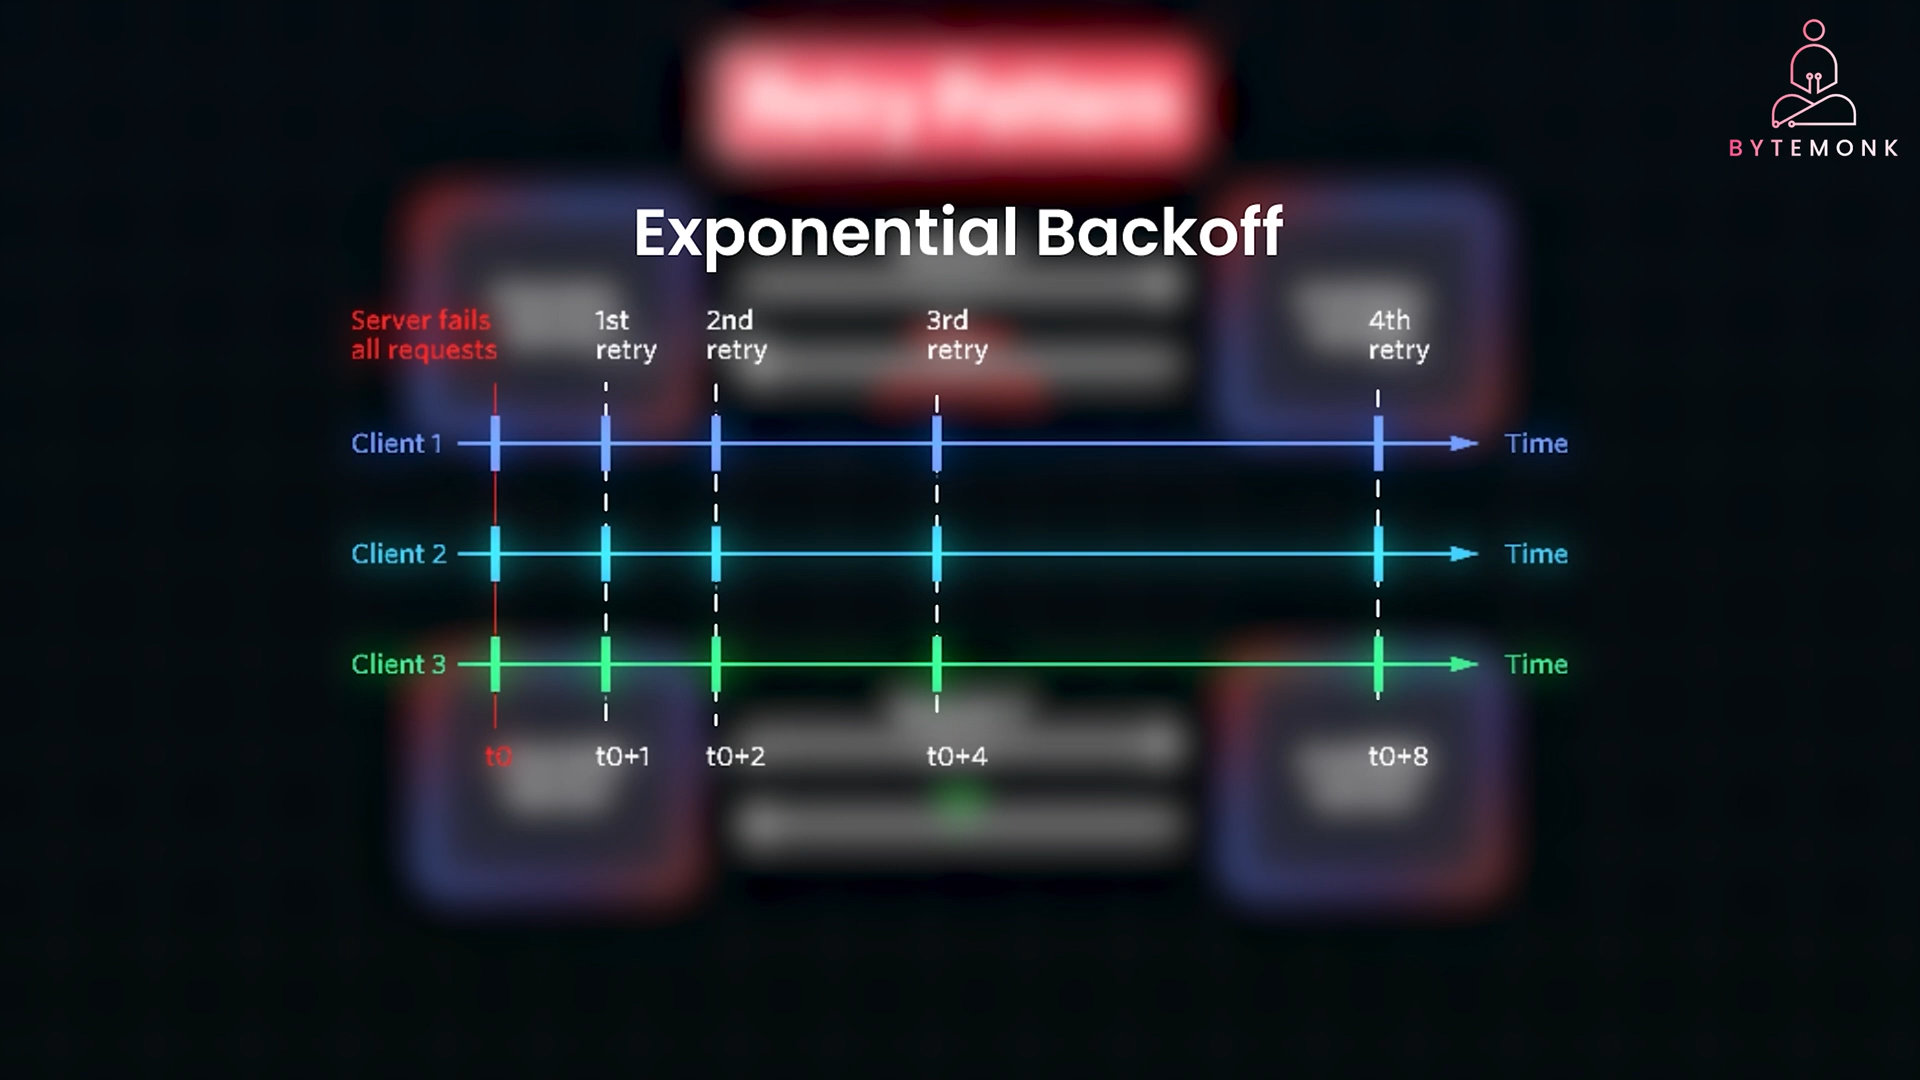 BYTEMONK
Exponential Backoff
Server fails
all requests
1st
retry
2nd
retry
3rd
retry
4th
retry
Client 1
Time
Client 2
Time
Client 3
Time
t0
t0+1
t0+2
t0+4
t0+8